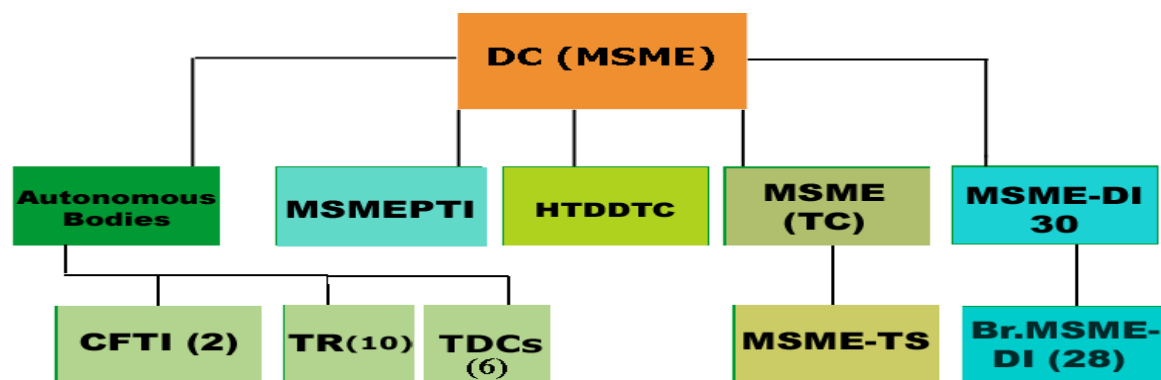 DC (MSME)
Autonomous
Bodies
MSMEPTI
HTDDTC
MSME
(TC)
MSME-DI
30
CFTI (2)
TR(10)
TDCs
(6)
MSME-TS
Br.MSME-
DI (28)